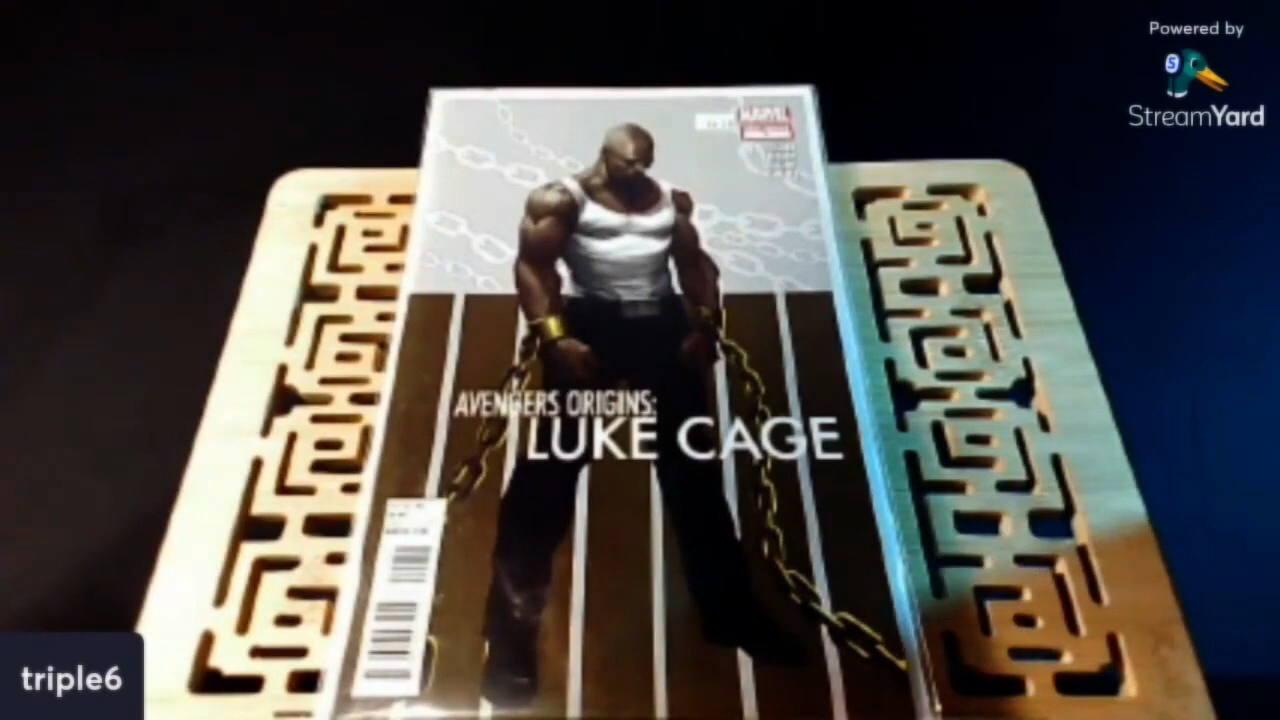 Powered by
StreamYard
MARVEL
AVENGERS ORIGINS:
LUKE CAGE
triple6